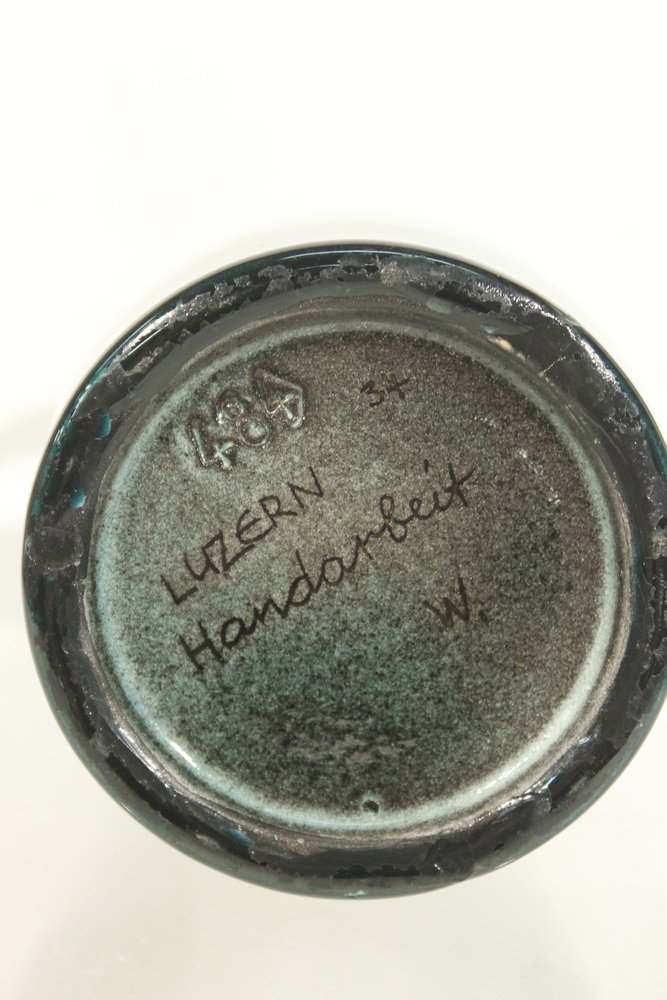 484
34
LUZERN
Handarbeit
W.